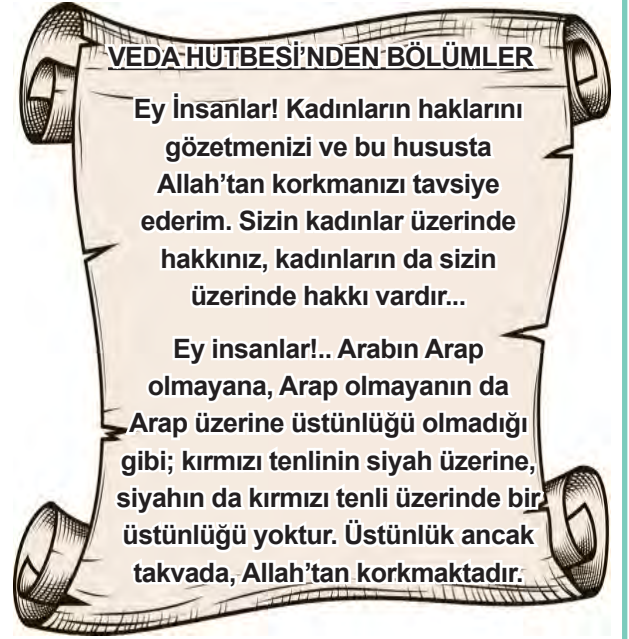 VEDA HUTBESİ’NDEN BÖLÜMLER
Ey İnsanlar! Kadınların haklarını
gözetmenizi ve bu hususta
Allah’tan korkmanızı tavsiye
ederim. Sizin kadınlar üzerinde
hakkınız, kadınların da sizin
üzerinde hakkı vardır...
Ey insanlar!.. Arabın Arap
olmayana, Arap olmayanın da
Arap üzerine üstünlüğü olmadığı
gibi; kırmızı tenlinin siyah üzerine,
siyahın da kırmızı tenli üzerinde bir
üstünlüğü yoktur. Üstünlük ancak
takvada, Allah’tan korkmaktadır.